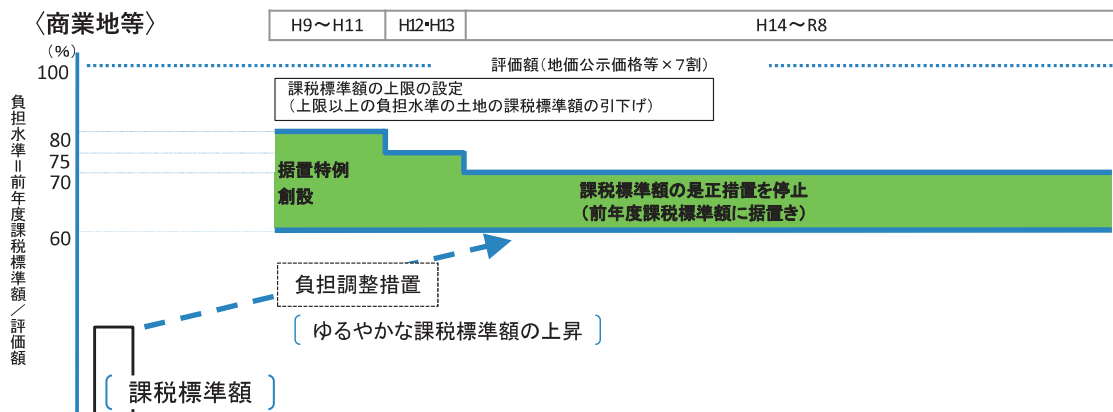 〈商業地等〉
H9～H11
H12・H13
H14～R8
(%)
100
評価額(地価公示価格等×7割)
課税標準額の上限の設定
(上限以上の負担水準の土地の課税標準額の引下げ)
80
75
70
60
据置特例
創設
課税標準額の是正措置を停止
(前年度課税標準額に据置き)
負担水準＝前年度課税標準額／評価額
負担調整措置
ゆるやかな課税標準額の上昇
課税標準額